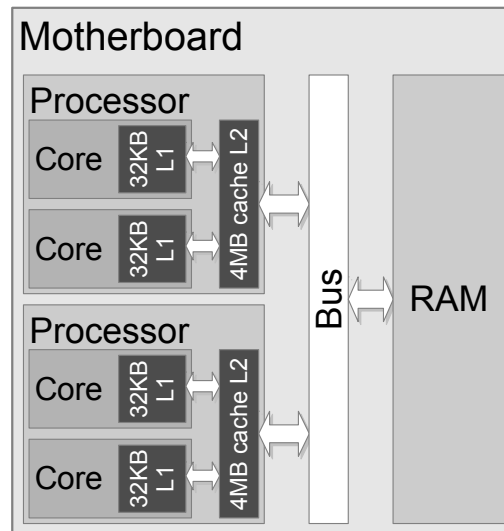 Motherboard
Processor
Core
32KB
L1
Core
32KB
L1
4MB cache L2
Processor
Core
32KB
L1
Core
32KB
L1
4MB cache L2
Bus
RAM